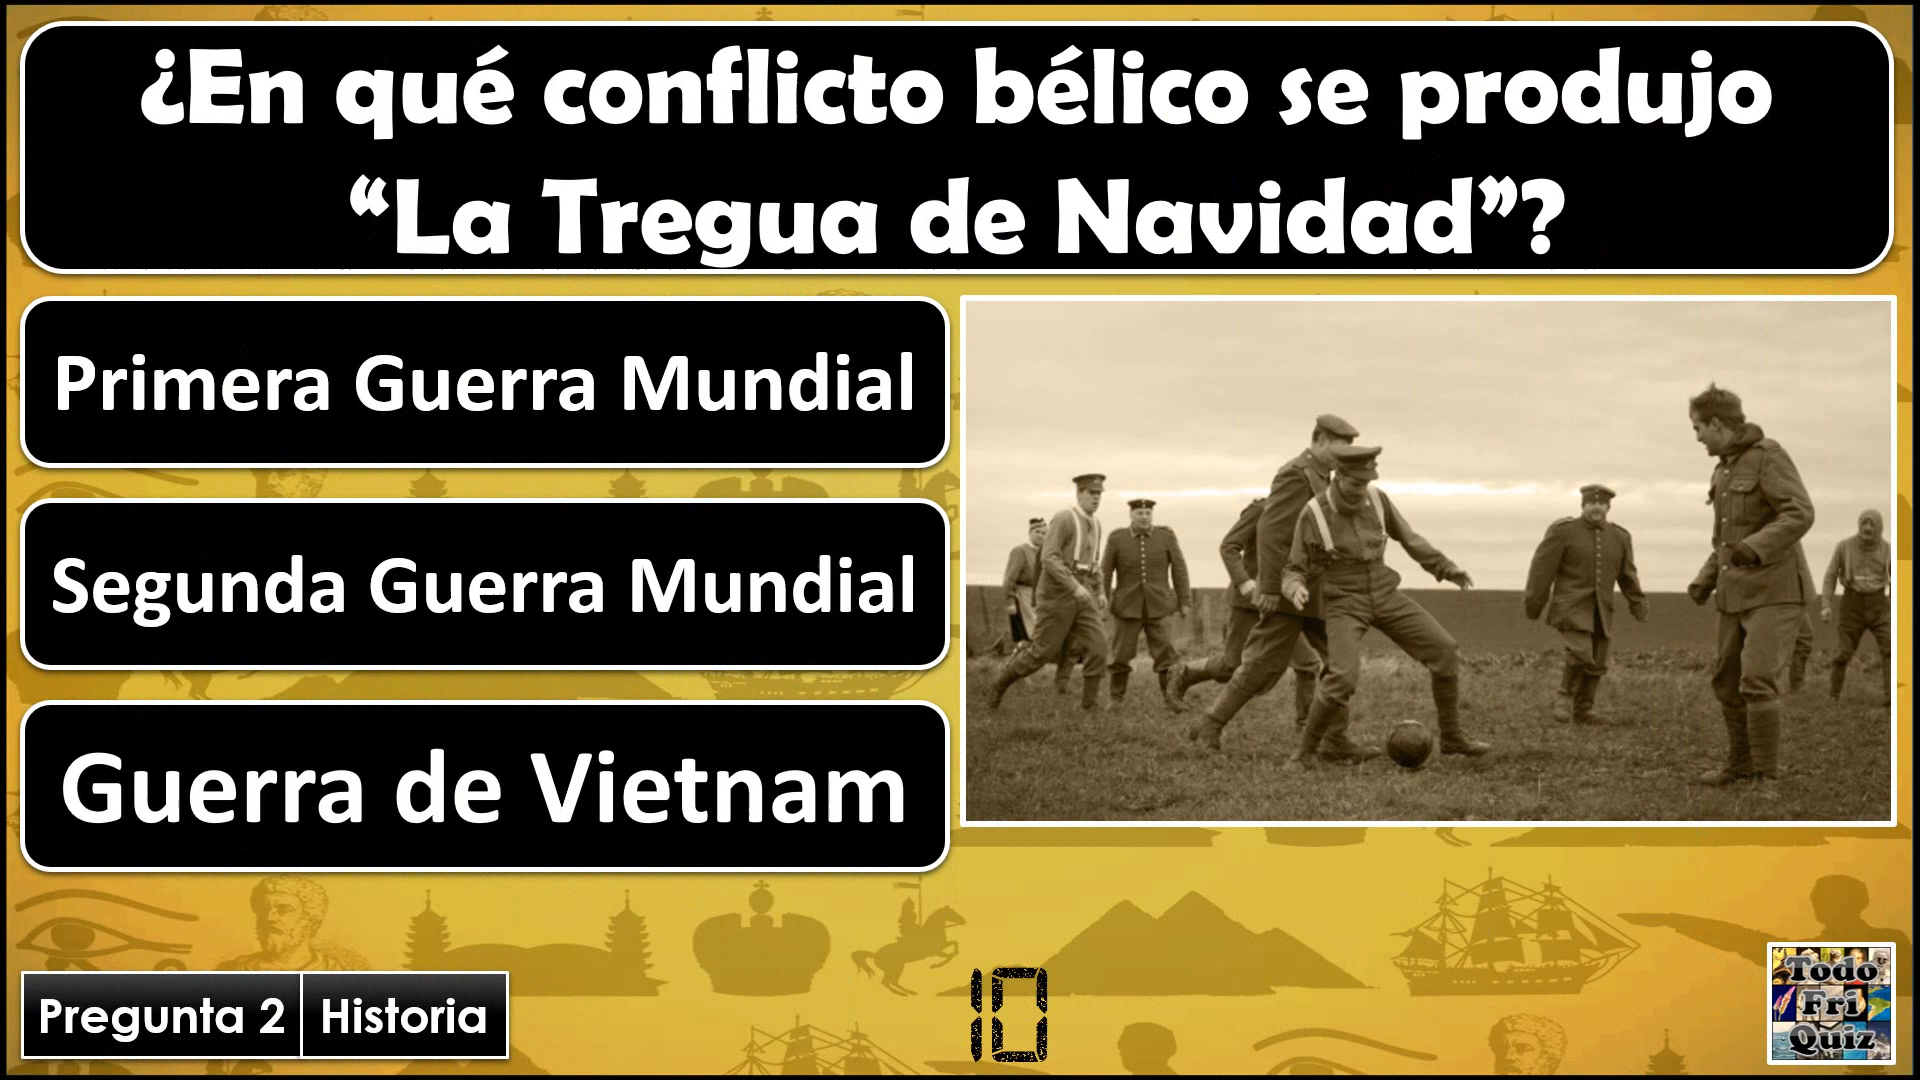 ¿En qué conflicto bélico se produjo
“La Tregua de Navidad”?
Primera Guerra Mundial
Segunda Guerra Mundial
Guerra de Vietnam
Pregunta 2
Historia
10
Todo
Fri
Quiz